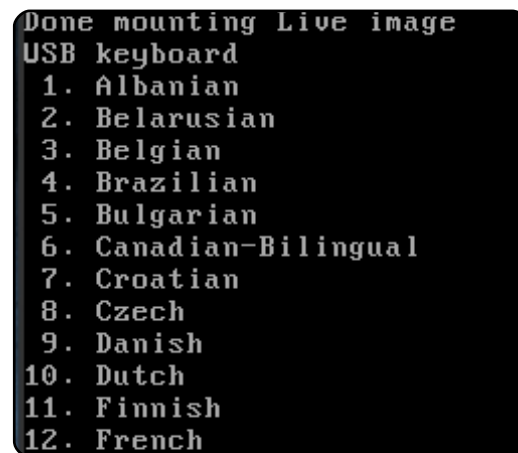 Done mounting Live image
USB keyboard
1. Albanian
2. Belarusian
3. Belgian
4. Brazilian
5. Bulgarian
6. Canadian-Bilingual
7. Croatian
8. Czech
9. Danish
10. Dutch
11. Finnish
12. French